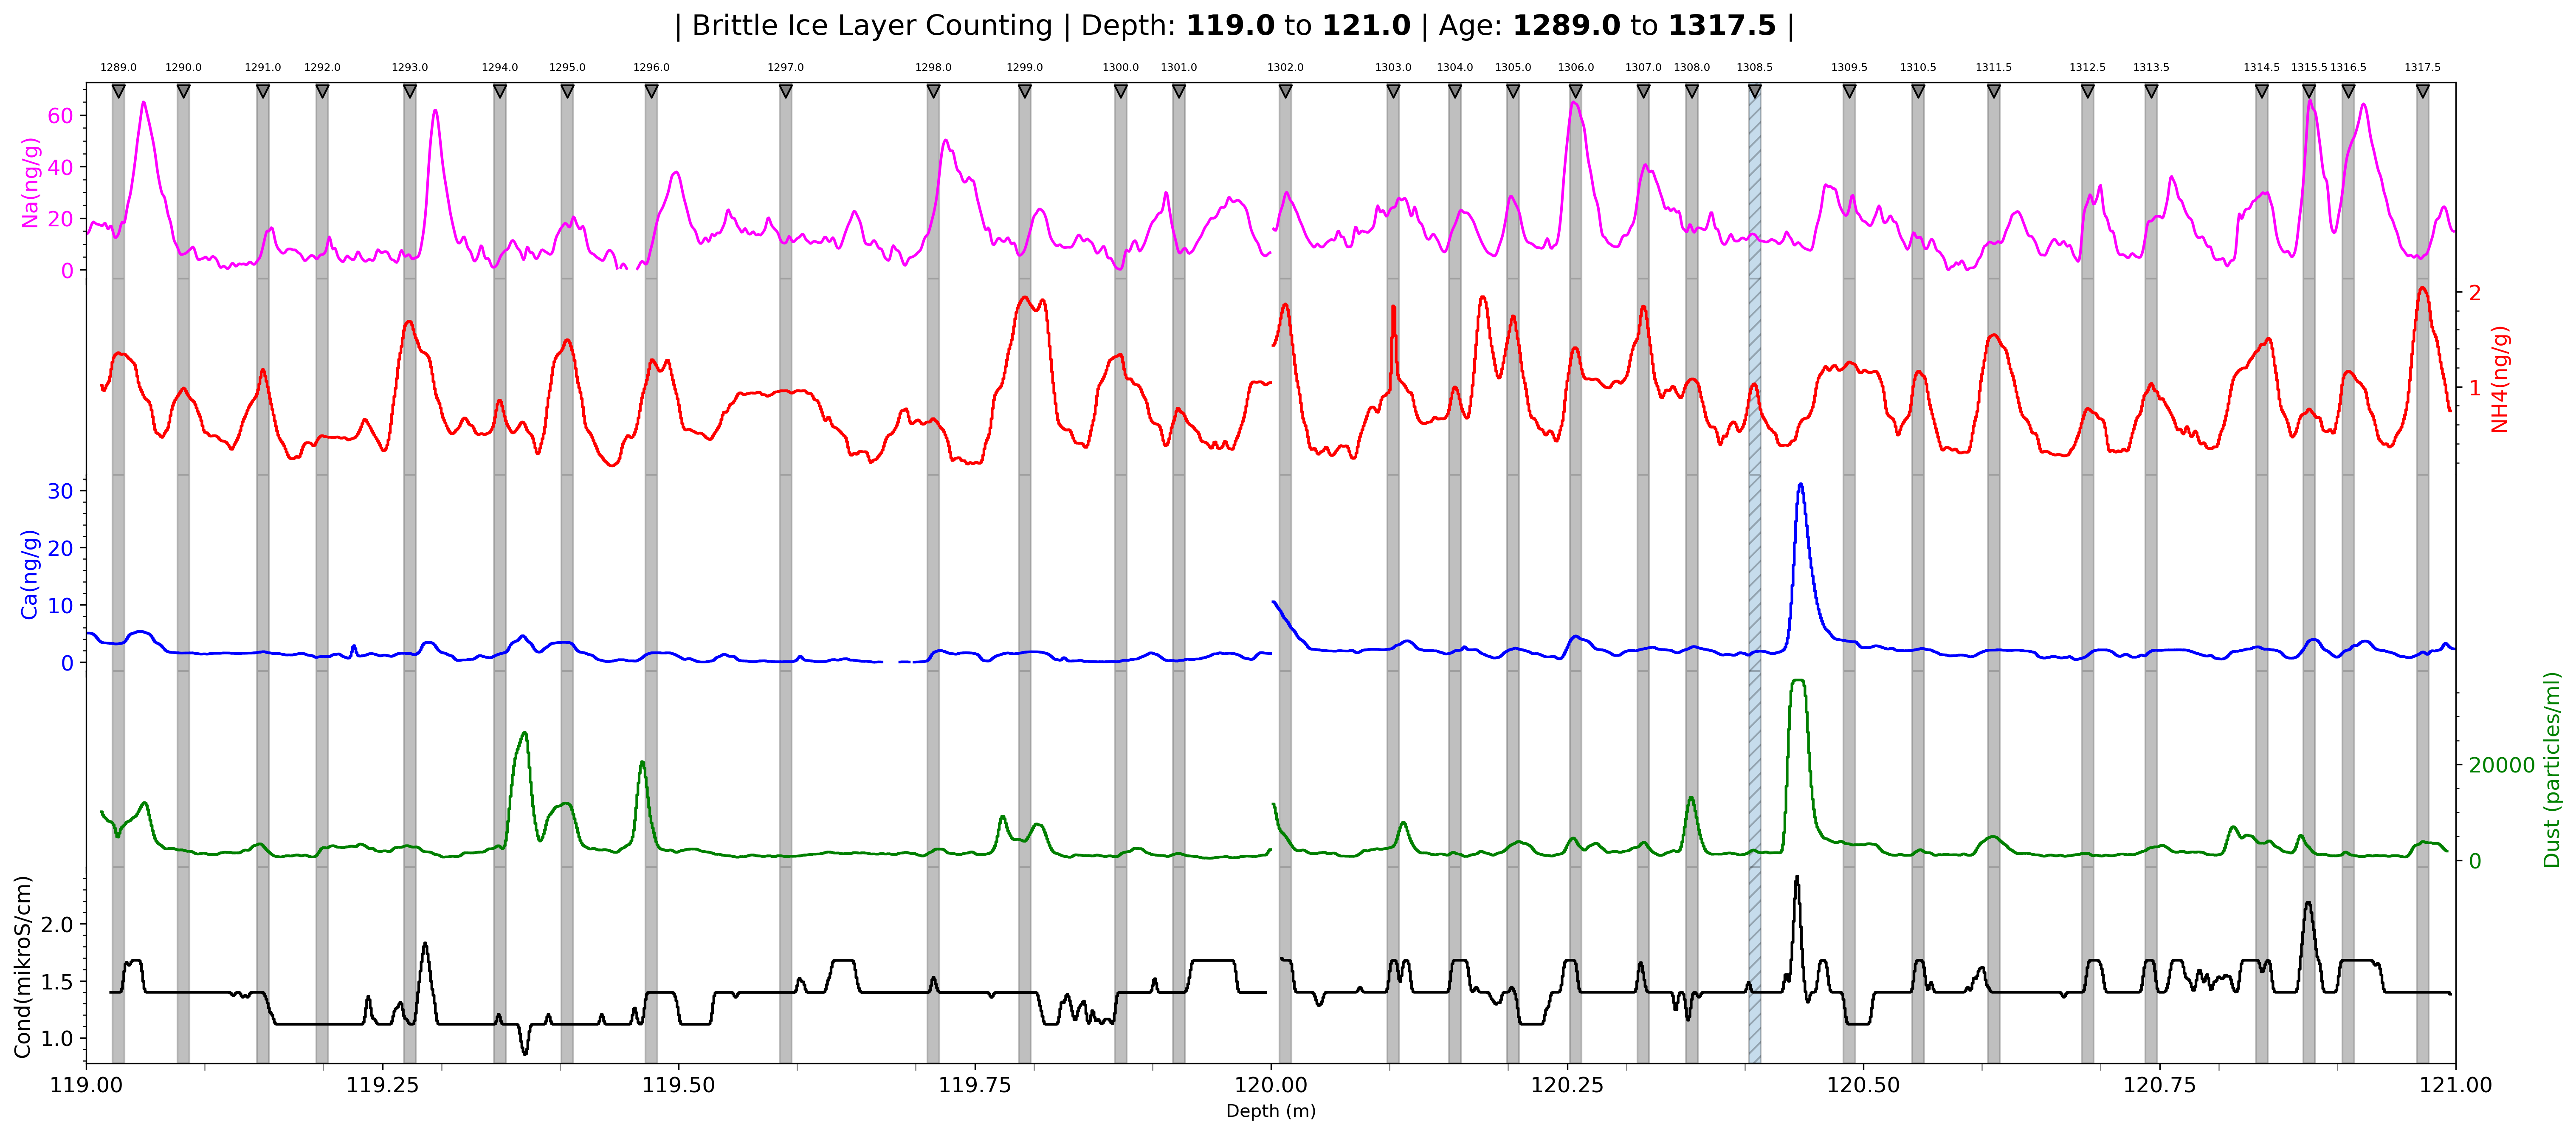 | Brittle Ice Layer Counting | Depth: 119.0 to 121.0 | Age: 1289.0 to 1317.5 |
1289.0 1290.0 1291.0 1292.0 1293.0 1294.0 1295.0 1296.0 1297.0 1298.0 1299.0 1300.0 1301.0 1302.0 1303.0 1304.0 1305.0 1306.0 1307.0 1308.0 1308.5 1309.5 1310.5 1311.5 1312.5 1313.5 1314.5 1315.5 1316.5 1317.5
Na(ng/g)
60
40
20
0
2
1
NH4(ng/g)
Ca(ng/g)
30
20
10
0
20000
0
Dust (particles/ml)
Cond(mikroS/cm)
2.0
1.5
1.0
119.00 119.25 119.50 119.75 120.00 120.25 120.50 120.75 121.00
Depth (m)